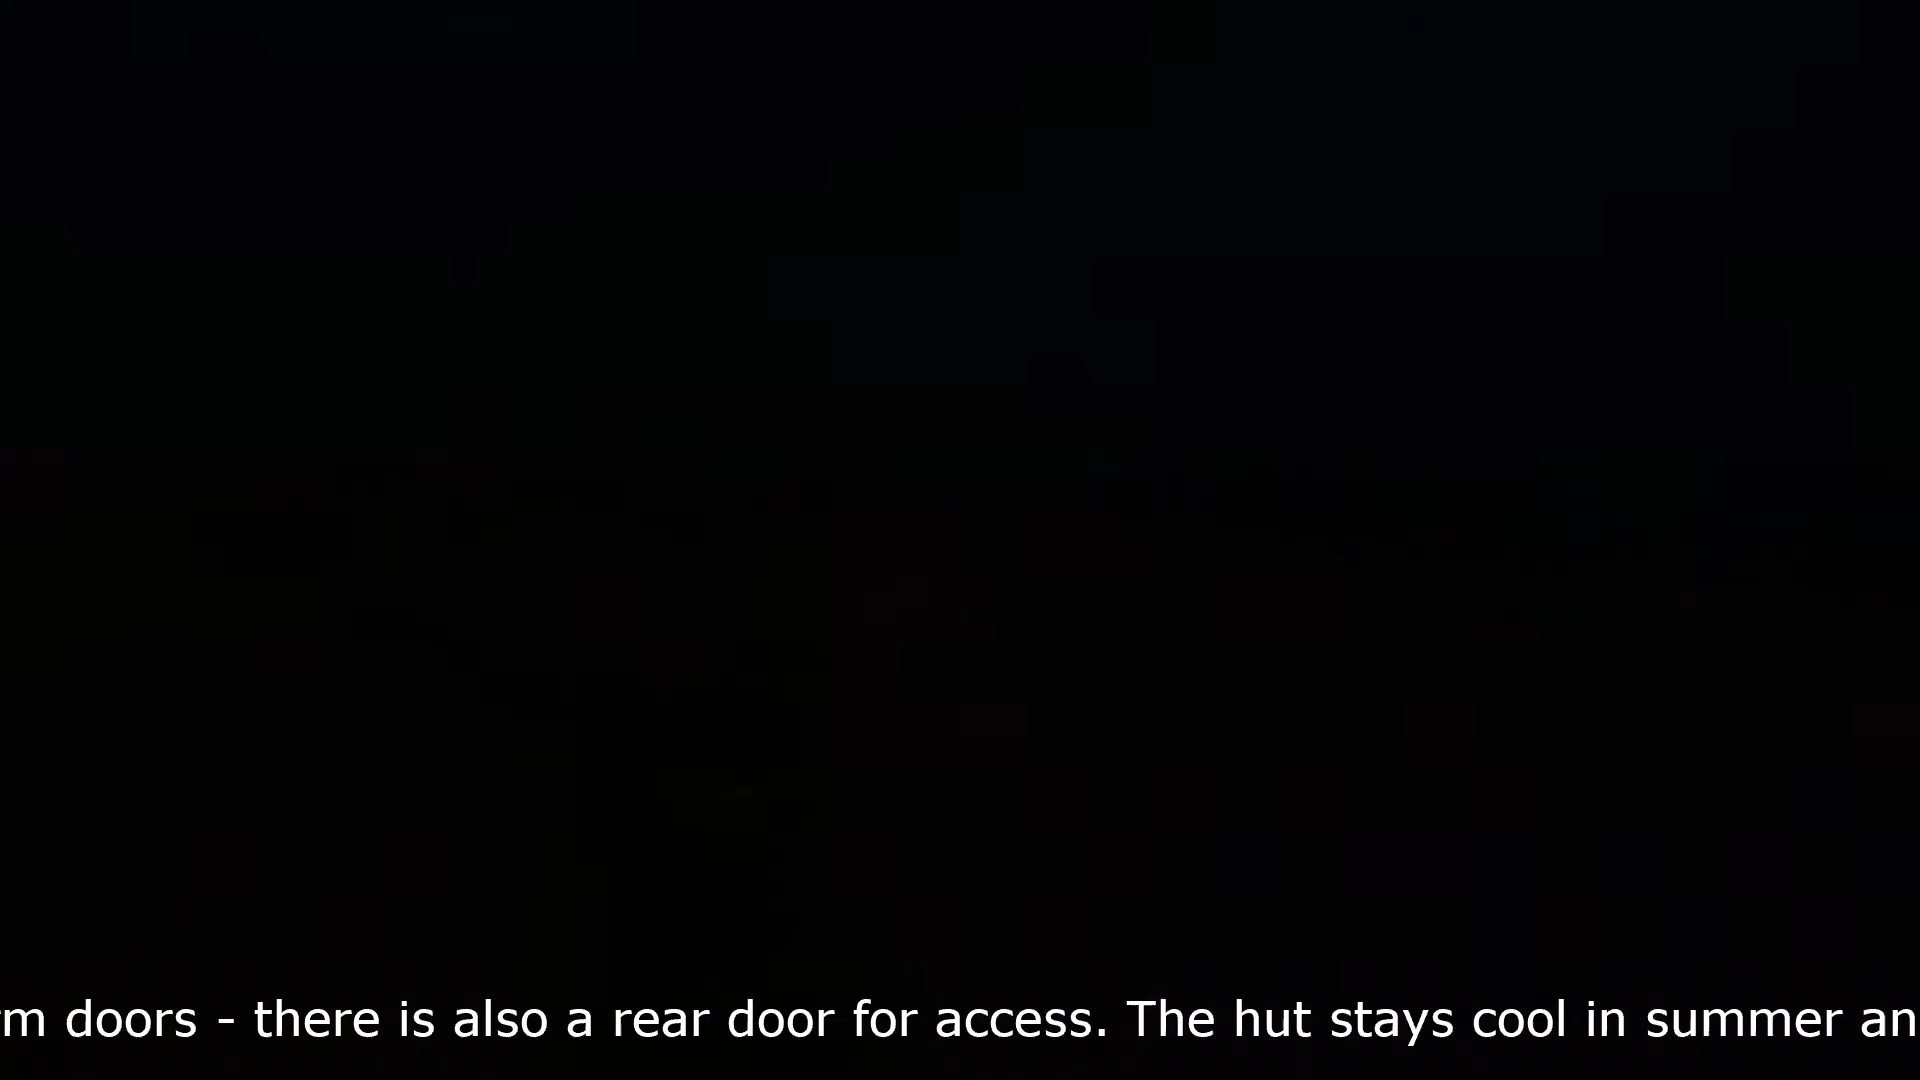 doors - there is also a rear door for access. The hut stays cool in summer